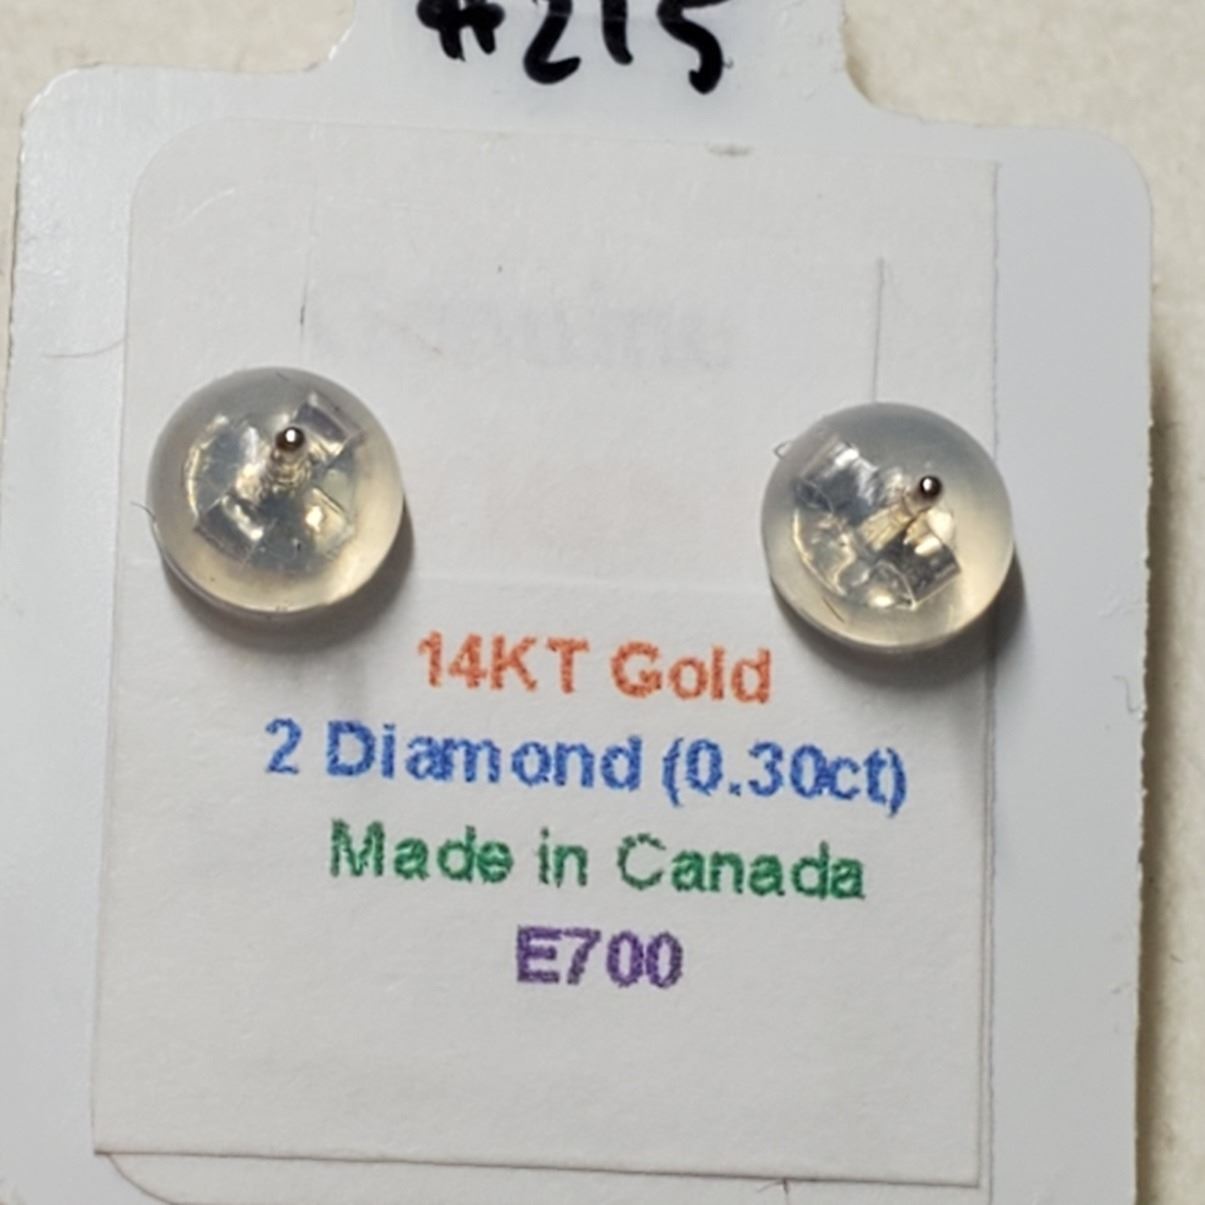 #215
14KT Gold
2 Diamond (0.30ct)
Made in Canada
E700